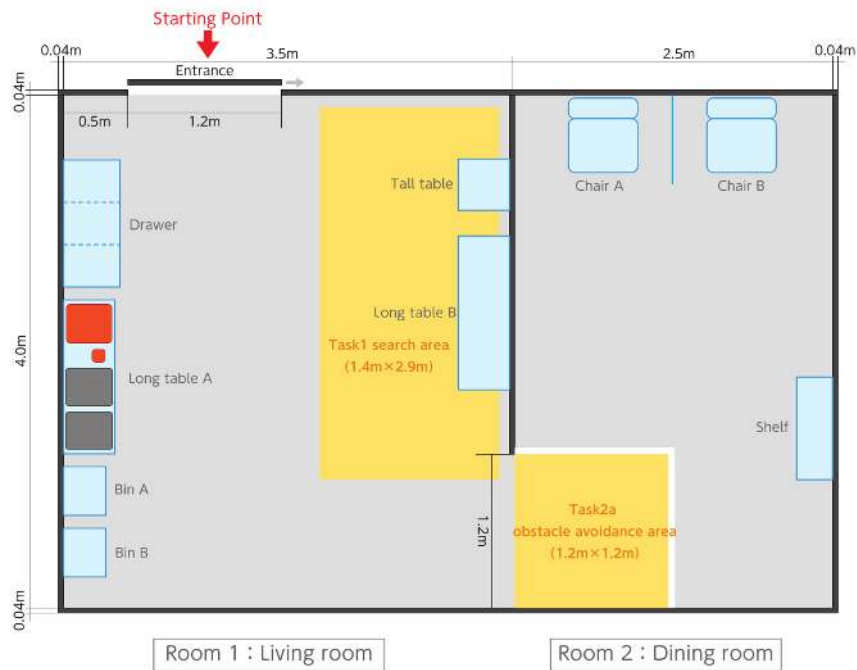 Starting Point
0.04m
3.5m
2.5m
0.04m
Entrance
0.04m
0.5m
1.2m
Tall table
Chair A
Chair B
Drawer
Long table B
Task1 search area
(1.4m×2.9m)
4.0m
Long table A
Shelf
Bin A
1.2m
Task2a
obstacle avoidance area
(1.2m×1.2m)
Bin B
0.04m
Room 1：Living room
Room 2：Dining room